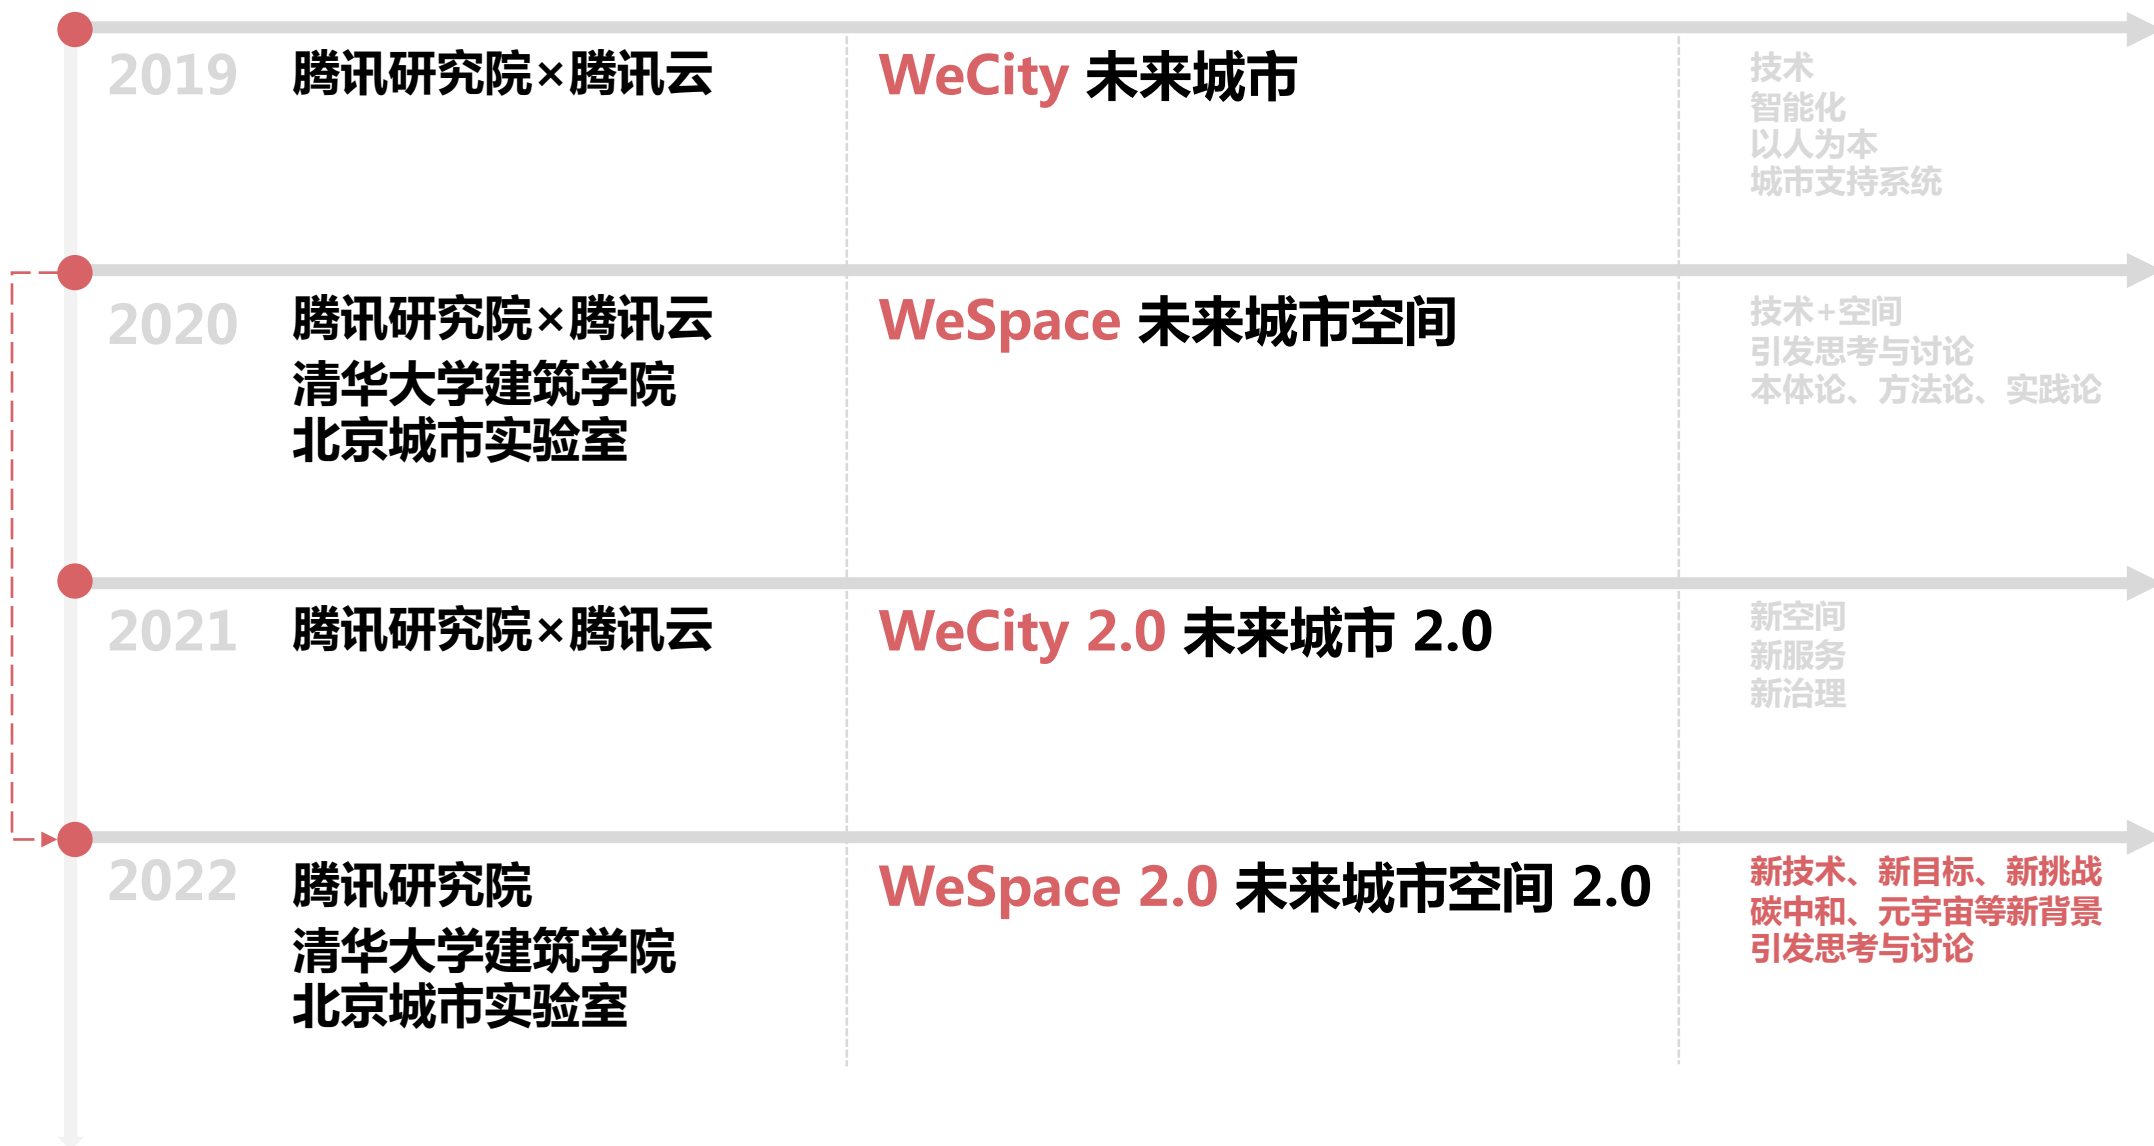 2019
腾讯研究院×腾讯云
WeCity 未来城市
技术
智能化
以人为本
城市支持系统
2020
腾讯研究院×腾讯云
清华大学建筑学院
北京城市实验室
WeSpace 未来城市空间
技术+空间
引发思考与讨论
本体论、方法论、实践论
2021
腾讯研究院×腾讯云
WeCity 2.0 未来城市 2.0
新空间
新服务
新治理
2022
腾讯研究院
清华大学建筑学院
北京城市实验室
WeSpace 2.0 未来城市空间 2.0
新技术、新目标、新挑战
碳中和、元宇宙等新背景
引发思考与讨论